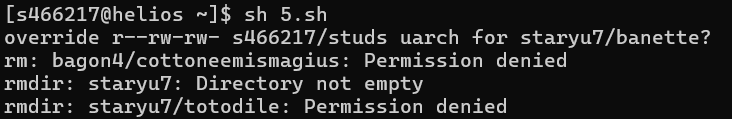 [s466217@helios ~]$ sh 5.sh
override r--rw-rw- s466217/studs uarch for staryu7/banette?
rm: bagon4/cottoneemismagius: Permission denied
rmdir: staryu7: Directory not empty
rmdir: staryu7/totodile: Permission denied